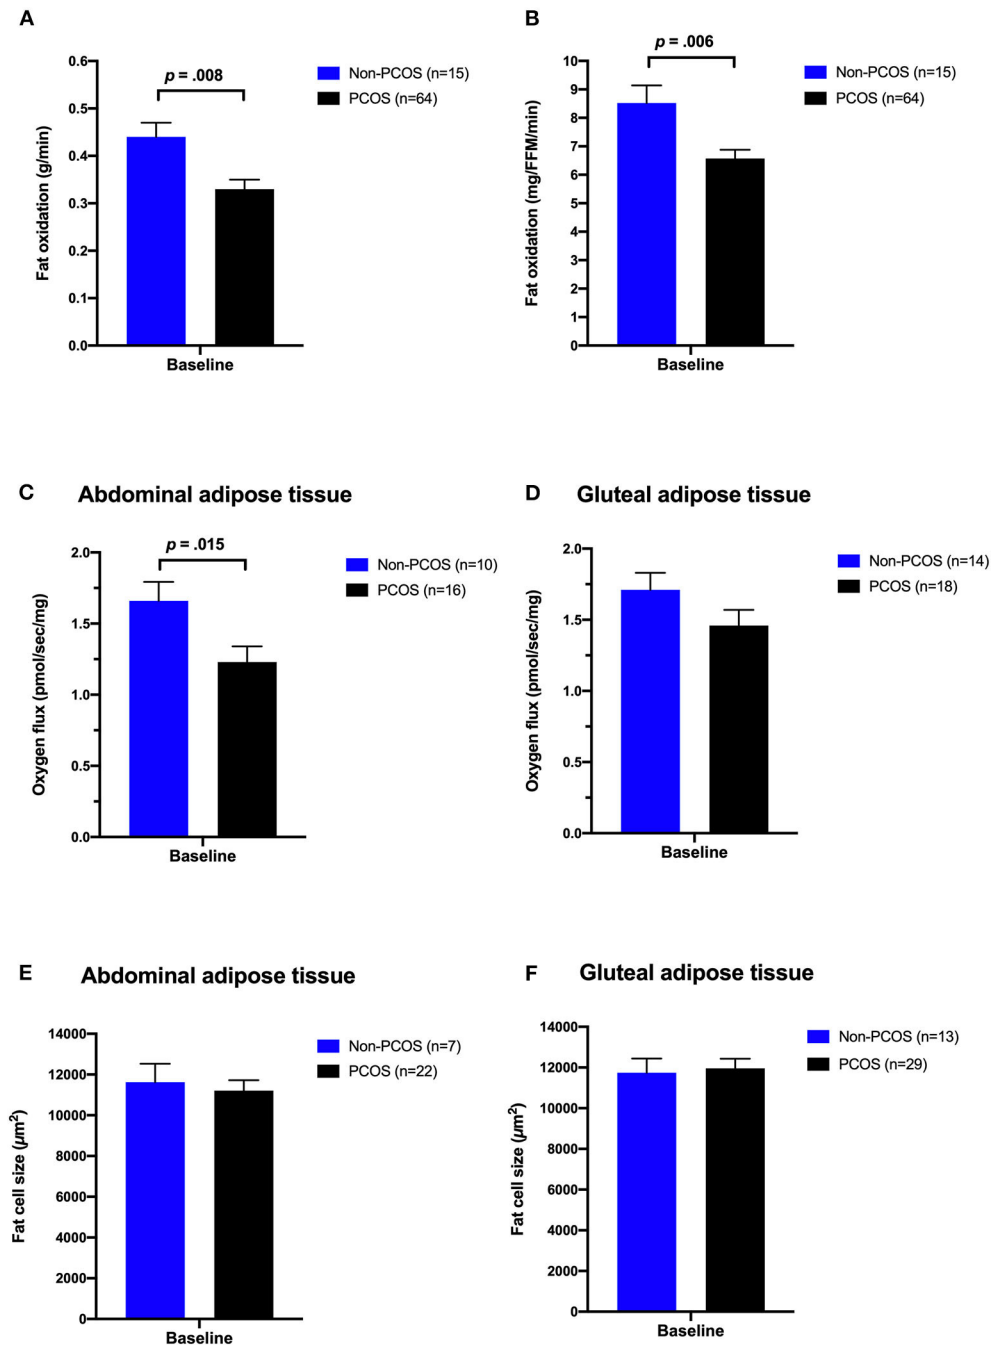 A
p = .008
Non-PCOS (n=15)
PCOS (n=64)
Fat oxidation (g/min)
0.6
0.5
0.4
0.3
0.2
0.1
0.0
Baseline
B
p = .006
Non-PCOS (n=15)
PCOS (n=64)
Fat oxidation (mg/FFM/min)
10
9
8
7
6
5
4
3
2
1
0
Baseline
C Abdominal adipose tissue
p = .015
Non-PCOS (n=10)
PCOS (n=16)
Oxygen flux (pmol/sec/mg)
2.0
1.5
1.0
0.5
0.0
Baseline
D Gluteal adipose tissue
Non-PCOS (n=14)
PCOS (n=18)
Oxygen flux (pmol/sec/mg)
2.0
1.5
1.0
0.5
0.0
Baseline
E Abdominal adipose tissue
Non-PCOS (n=7)
PCOS (n=22)
Fat cell size (µm²)
14000
12000
10000
8000
6000
4000
2000
0
Baseline
F Gluteal adipose tissue
Non-PCOS (n=13)
PCOS (n=29)
Fat cell size (µm²)
14000
12000
10000
8000
6000
4000
2000
0
Baseline